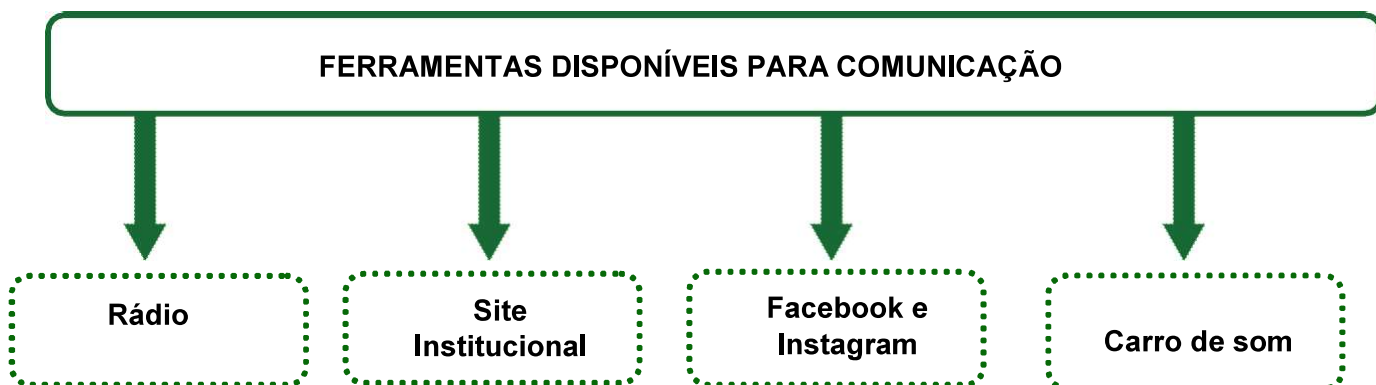 FERRAMENTAS DISPONÍVEIS PARA COMUNICAÇÃO
Rádio
Site
Institucional
Facebook e
Instagram
Carro de som